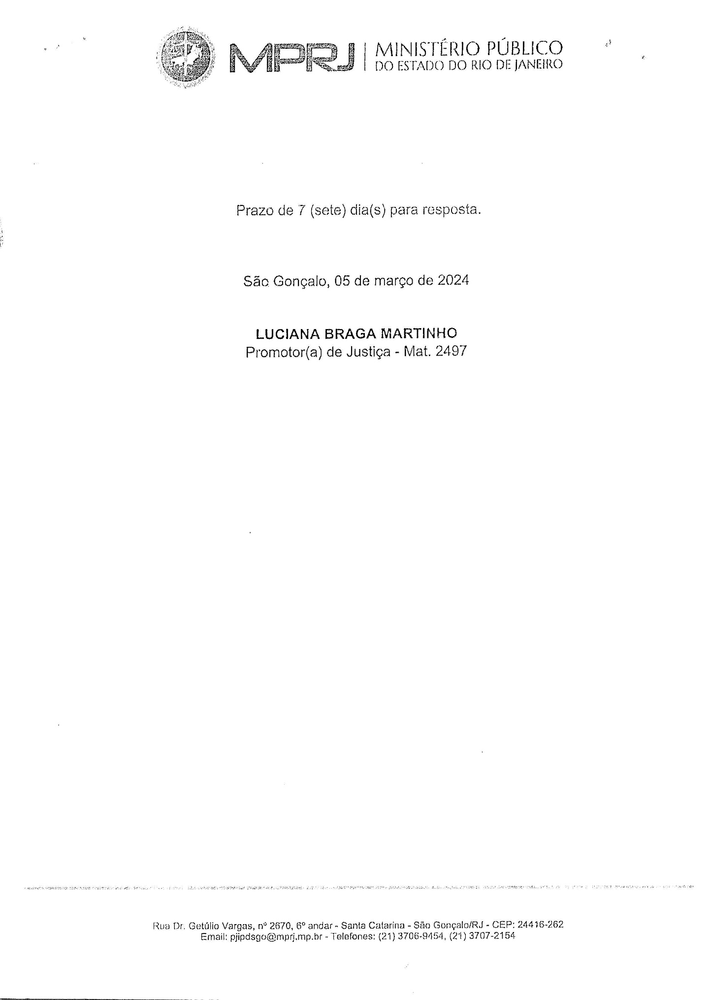 MPRJ
MINISTÉRIO PÚBLICO
DO ESTADO DO RIO DE JANEIRO
Prazo de 7 (sete) dia(s) para resposta.
São Gonçalo, 05 de março de 2024
LUCIANA BRAGA MARTINHO
Promotor(a) de Justiça - Mat. 2497
Rua Dr. Getúlio Vargas, nº 2670, 6º andar - Santa Catarina - São Gonçalo/RJ - CEP: 24416-262
Email: pjipdsgo@mprj.mp.br - Telefones: (21) 3706-9454, (21) 3707-2154